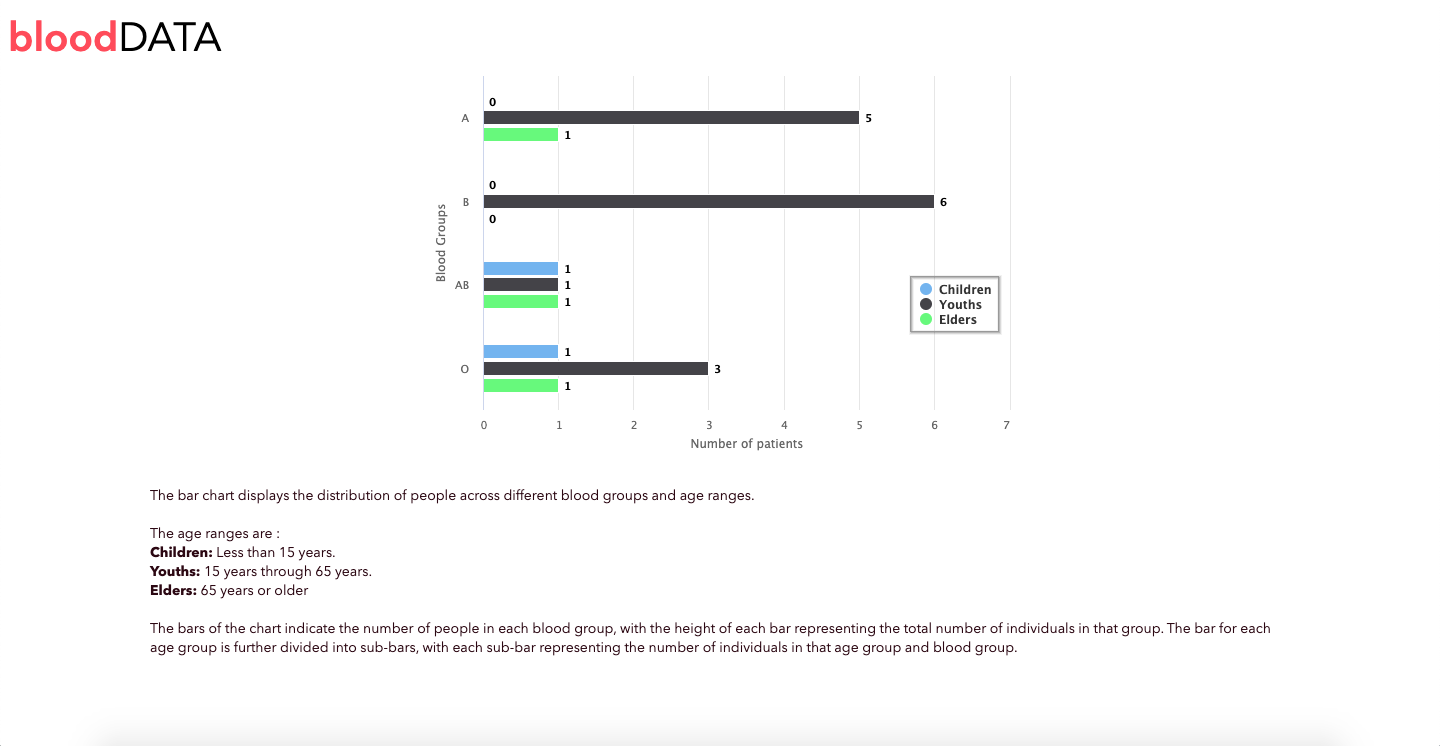 bloodDATA
0
A
5
1
0
B
6
0
Blood Groups
1
AB
1
1
Children
Youths
Elders
1
O
3
1
0 1 2 3 4 5 6 7
Number of patients
The bar chart displays the distribution of people across different blood groups and age ranges.
The age ranges are :
Children: Less than 15 years.
Youths: 15 years through 65 years.
Elders: 65 years or older
The bars of the chart indicate the number of people in each blood group, with the height of each bar representing the total number of individuals in that group. The bar for each
age group is further divided into sub-bars, with each sub-bar representing the number of individuals in that age group and blood group.